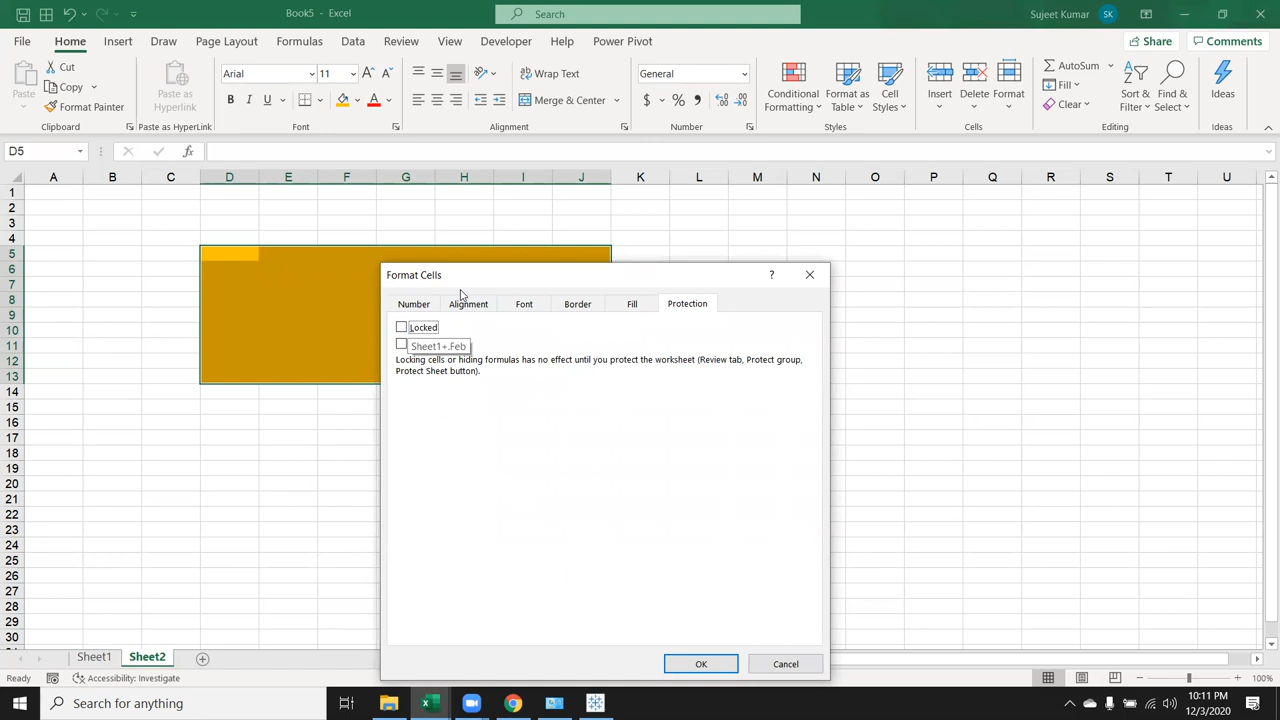 Book5 - Excel
Search
Sujeet Kumar
SK
File Home Insert Draw Page Layout Formulas Data Review View Developer Help Power Pivot
Share Comments
Paste
Cut
Copy
Format Painter
Clipboard
Paste as Hyperlink
Paste as HyperLink
Arial 11
B I U
Font
Wrap Text
Merge & Center
Alignment
General
$ % 9
Number
Conditional Formatting
Format as Table
Cell Styles
Styles
Insert Delete Format
Cells
AutoSum
Fill
Clear
Sort & Filter
Find & Select
Editing
Ideas
Ideas
D5
fx
A B C D E F G H I J K L M N O P Q R S T U
1
2
3
4
5
6
7
8
9
10
11
12
13
14
15
16
17
18
19
20
21
22
23
24
25
26
27
28
29
30
Format Cells
?
Number Alignment Font Border Fill Protection
Locked
Sheet1+.Feb
Locking cells or hiding formulas has no effect until you protect the worksheet (Review tab, Protect group,
Protect Sheet button).
OK Cancel
Sheet1 Sheet2
Ready
Accessibility: Investigate
100%
Search for anything
10:11 PM
12/3/2020